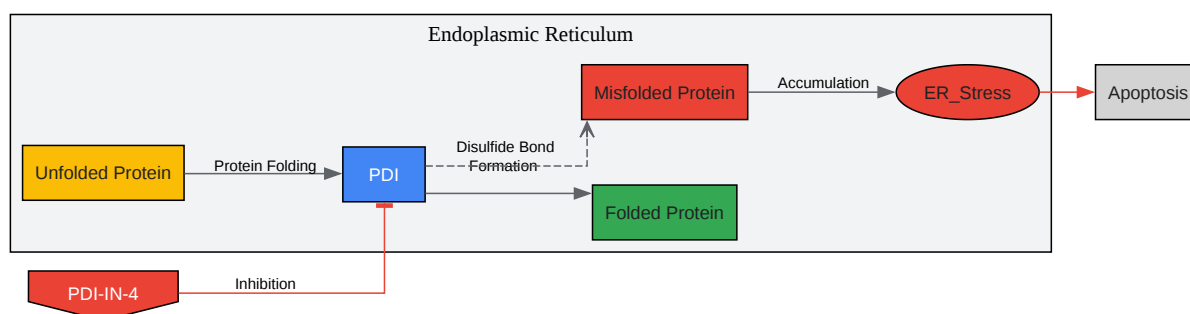 Endoplasmic Reticulum
Misfolded Protein
Accumulation
ER_Stress
Apoptosis
Unfolded Protein
Protein Folding
PDI
Disulfide Bond
Formation
Folded Protein
PDI-IN-4
Inhibition